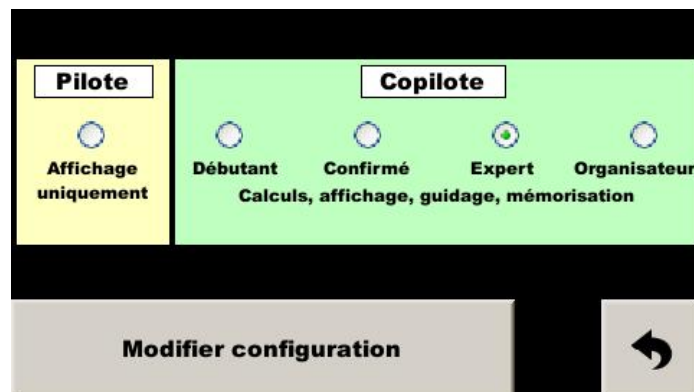 Pilote
Copilote
Affichage
uniquement
Débutant
Confirmé
Expert
Organisateur
Calculs, affichage, guidage, mémorisation
Modifier configuration